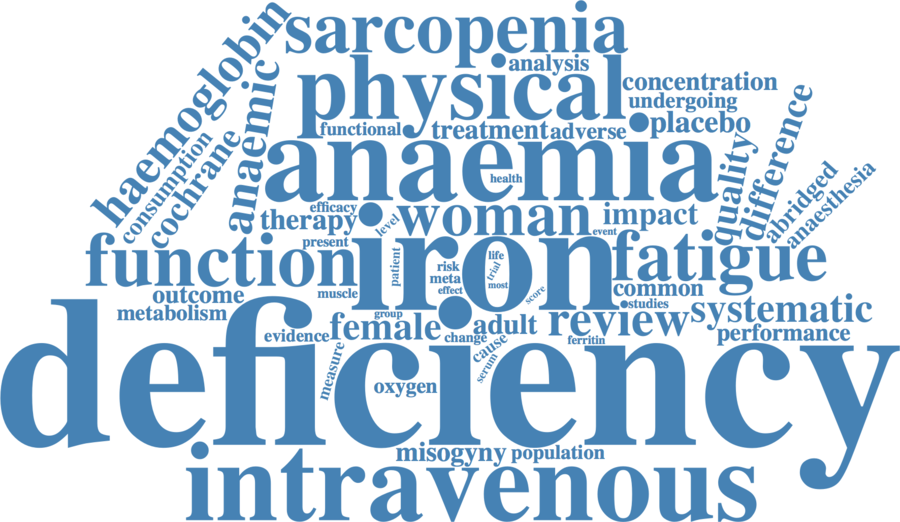 haemoglobin
sarcopenia
analysis
physical
concentration
undergoing
consumption
cochrane
anaemic
functional
treatment
adverse
placebo
difference
quality
abridged
anaesthesia
anaemia
health
efficacy
therapy
level
woman
event
impact
present
function
patient
iron
life
trial
most
risk
meta
effect
score
fatigue
common
studies
muscle
outcome
metabolism
group
evidence
female
change
adult
review
systematic
ferritin
performance
cause
serum
measure
oxygen
deficiency
misogyny
population
intravenous